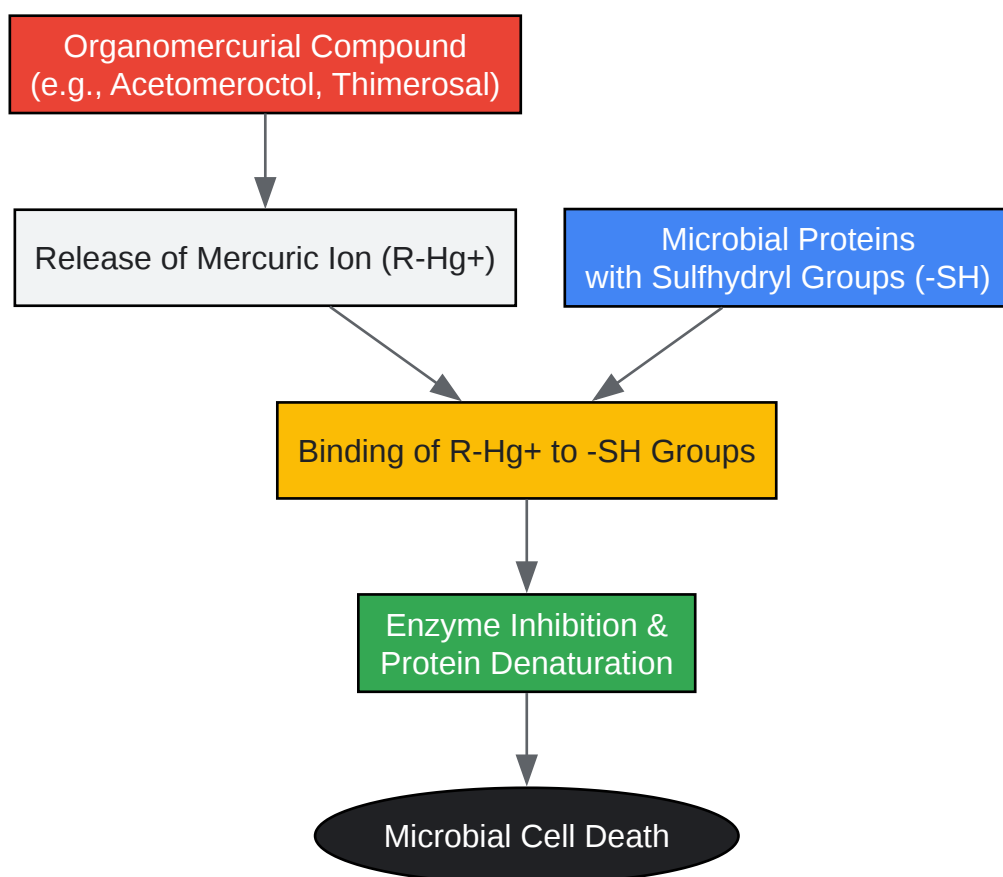 Organomercurial Compound
(e.g., Acetomeroctol, Thimerosal)
Release of Mercuric Ion (R-Hg+)
Microbial Proteins
with Sulfhydryl Groups (-SH)
Binding of R-Hg+ to -SH Groups
Enzyme Inhibition &
Protein Denaturation
Microbial Cell Death